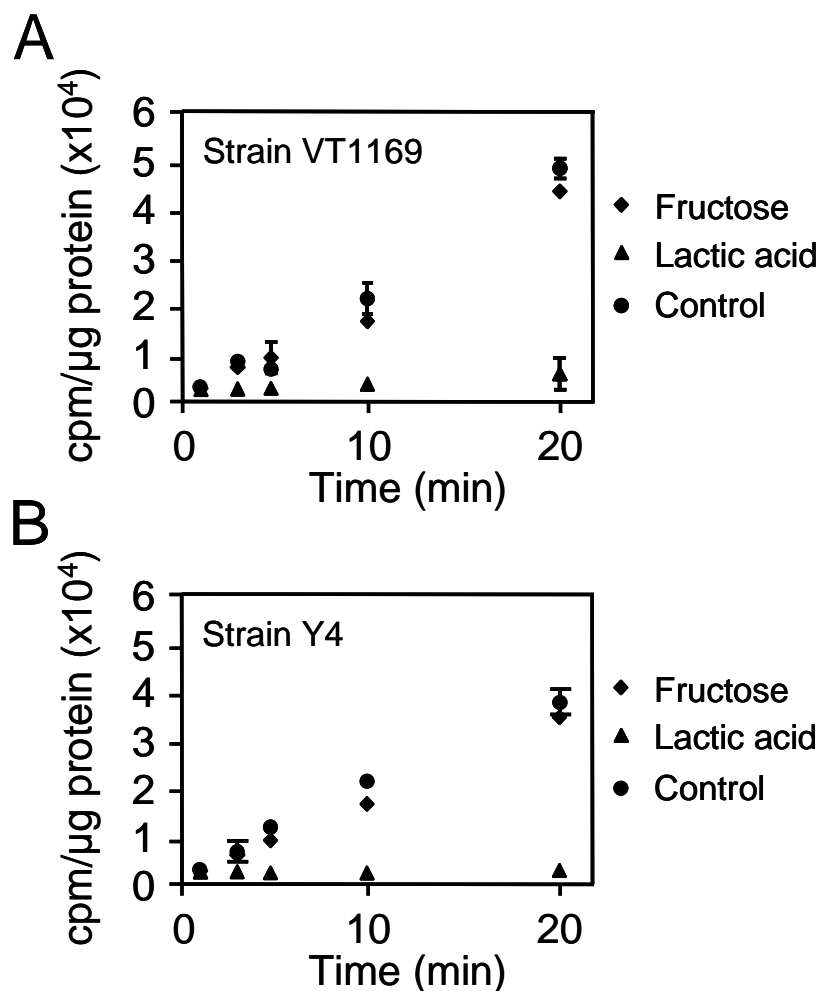 A
cpm/µg protein (x10⁴)
6
5
4
3
2
1
0
Strain VT1169
Fructose
Lactic acid
Control
0 10 20
Time (min)
B
cpm/µg protein (x10⁴)
6
5
4
3
2
1
0
Strain Y4
Fructose
Lactic acid
Control
0 10 20
Time (min)